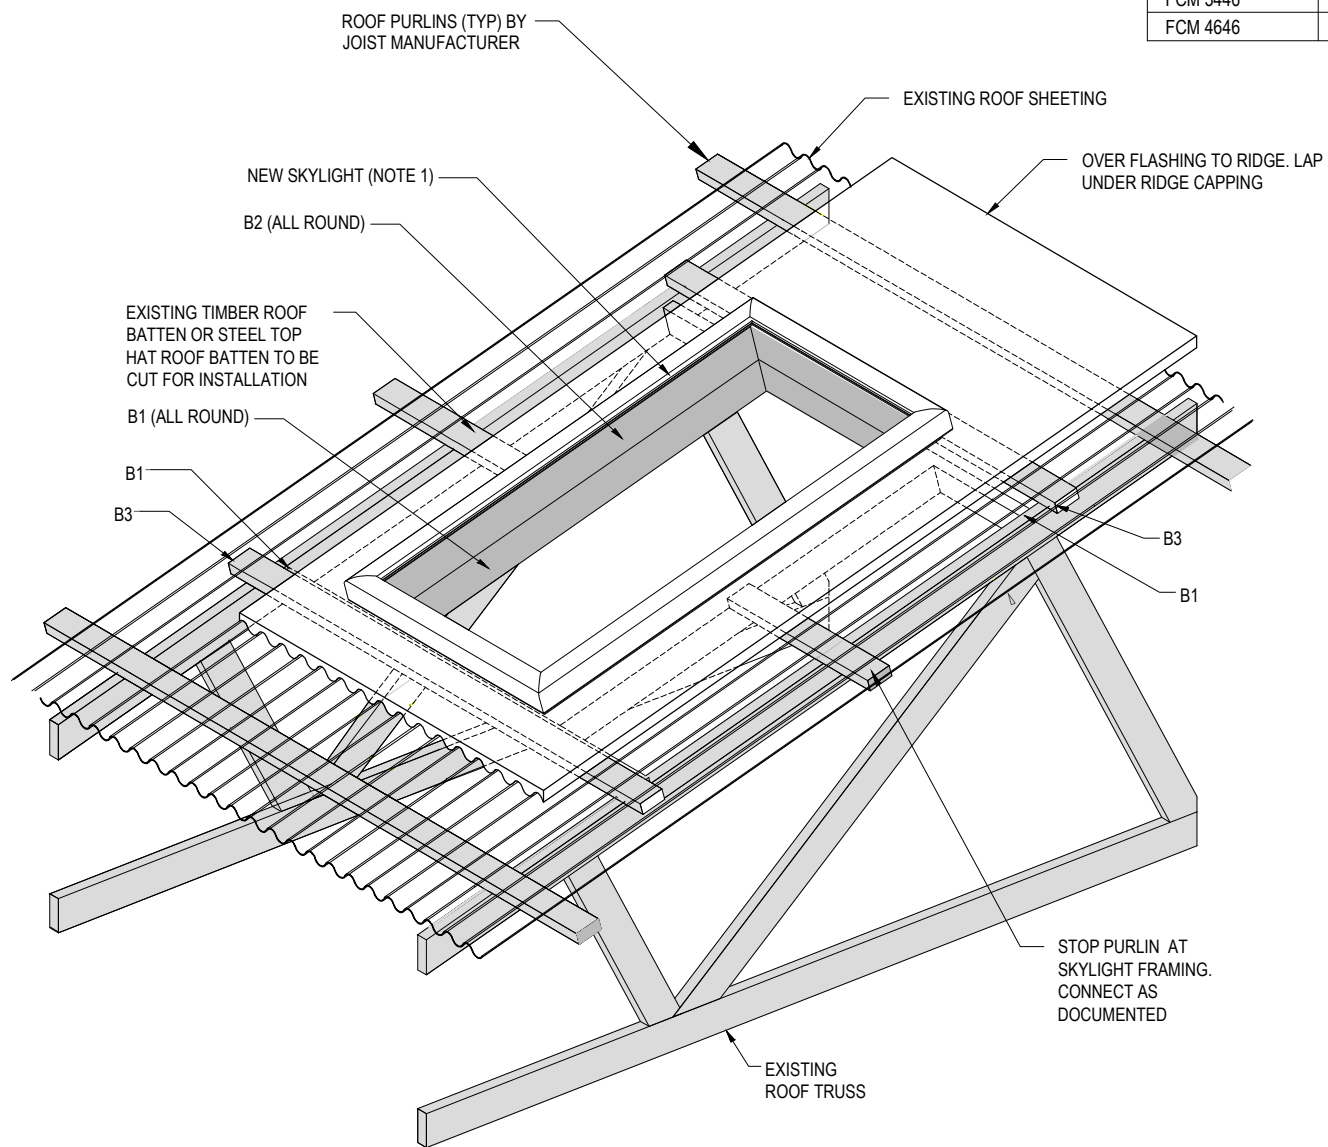 FCM 3446
FCM 4646
ROOF PURLINS (TYP) BY
JOIST MANUFACTURER
EXISTING ROOF SHEETING
OVER FLASHING TO RIDGE. LAP
UNDER RIDGE CAPPING
NEW SKYLIGHT (NOTE 1)
B2 (ALL ROUND)
EXISTING TIMBER ROOF
BATTEN OR STEEL TOP
HAT ROOF BATTEN TO BE
CUT FOR INSTALLATION
B1 (ALL ROUND)
B1
B3
B3
B1
STOP PURLIN AT
SKYLIGHT FRAMING.
CONNECT AS
DOCUMENTED
EXISTING
ROOF TRUSS